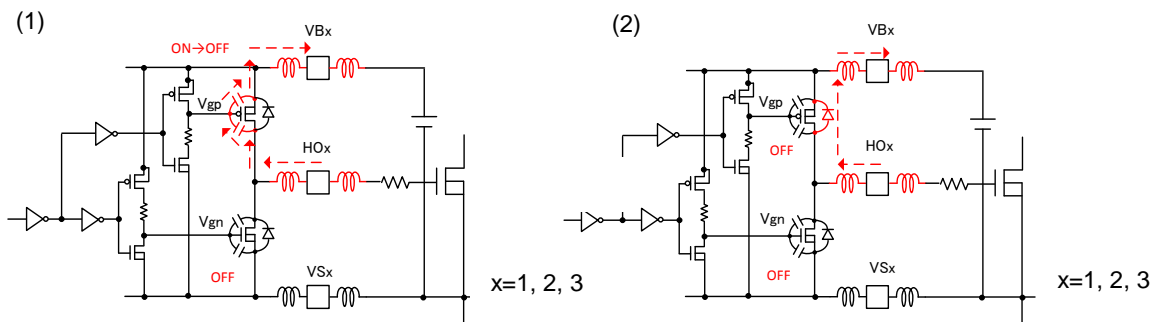 (1)
VBx
ON→OFF
Vgp
HOx
Vgn
OFF
VSx
x=1, 2, 3
(2)
VBx
Vgp
OFF
HOx
Vgn
OFF
VSx
x=1, 2, 3